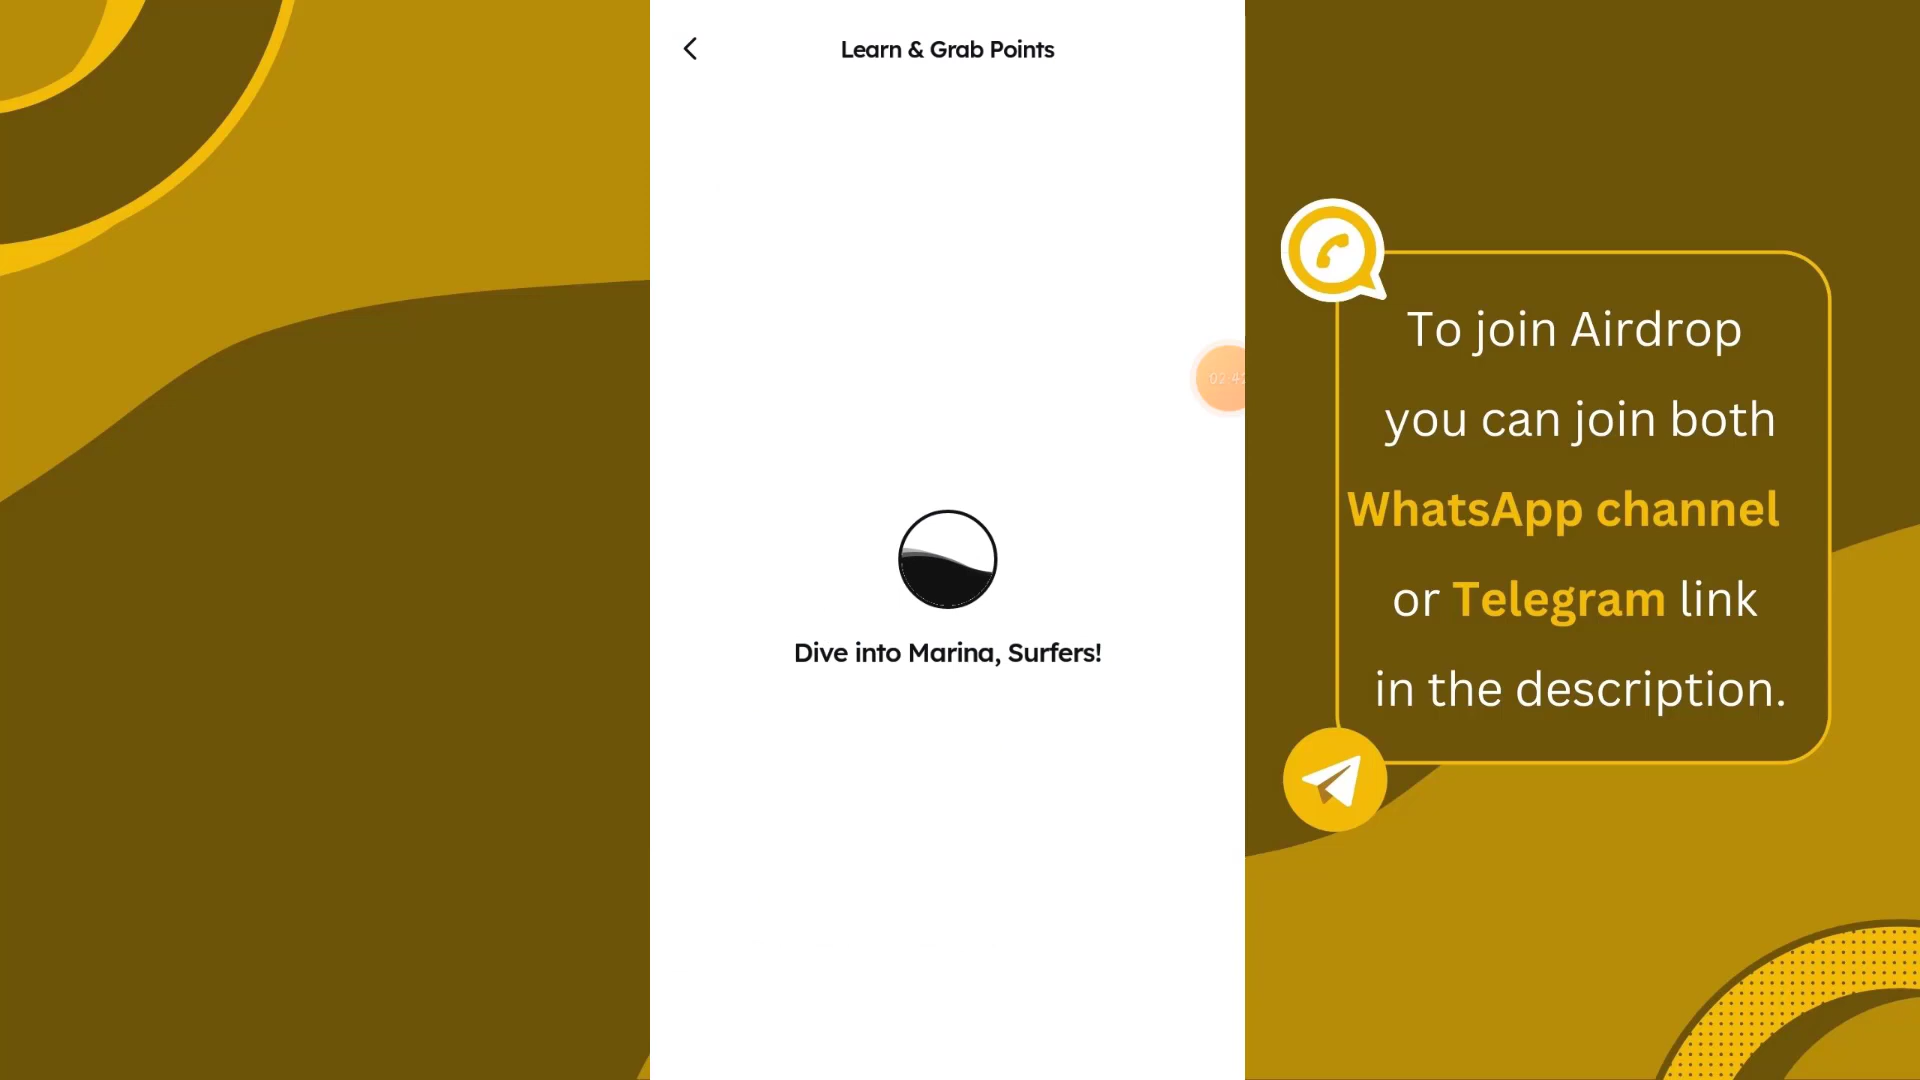 Learn & Grab Points
Dive into Marina, Surfers!
To join Airdrop
you can join both
WhatsApp channel
or Telegram link
in the description.